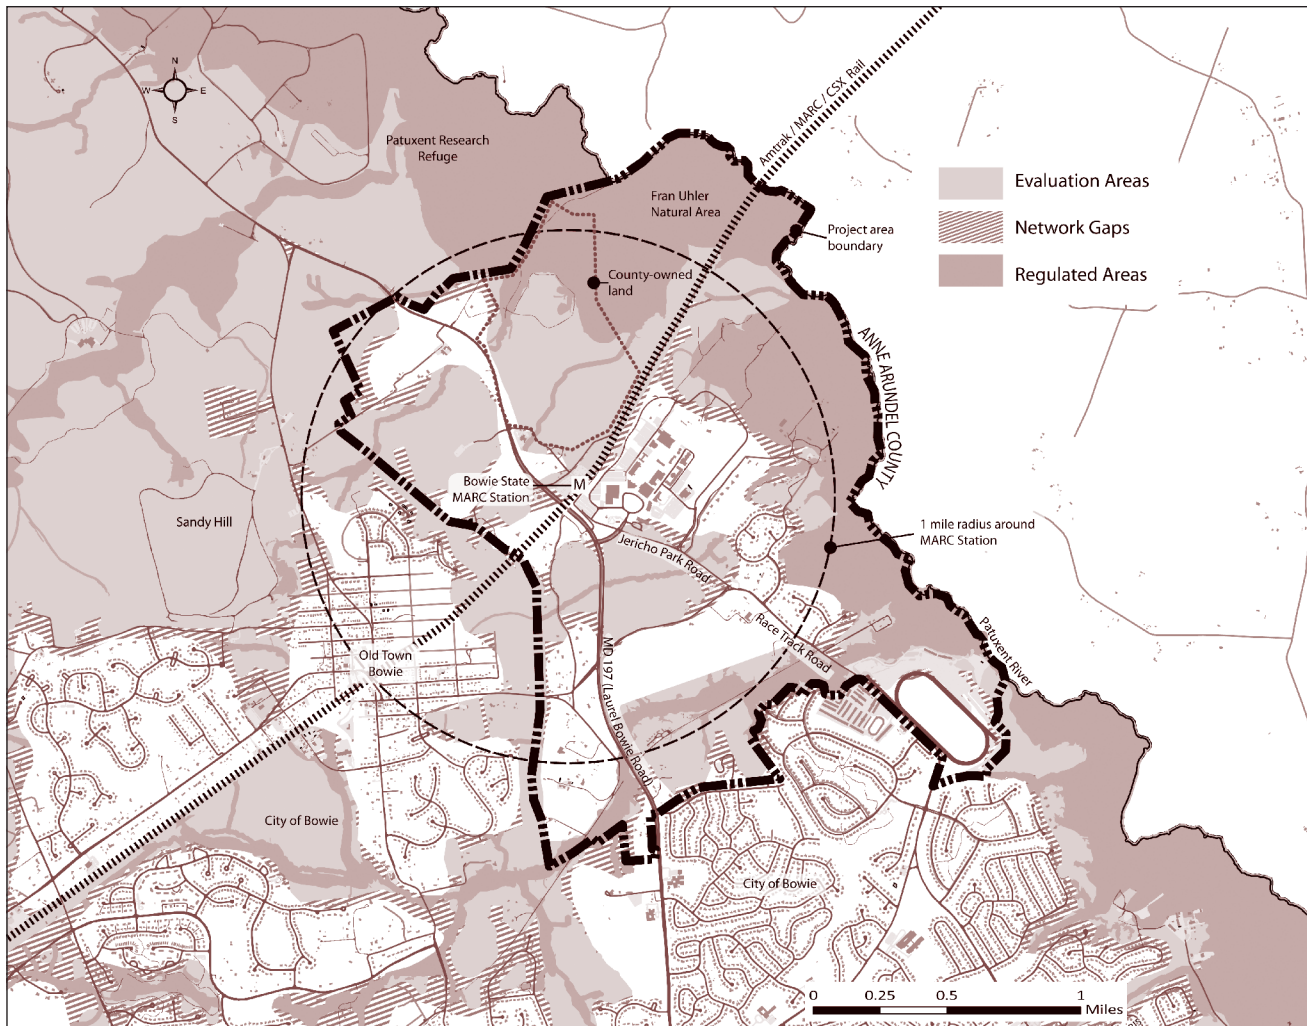 N
W E
S
Patuxent Research
Refuge
Amtrak / MARC / CSX Rail
Fran Uhler
Natural Area
Evaluation Areas
Network Gaps
Regulated Areas
Project area
boundary
County-owned
land
ANNE ARUNDEL COUNTY
Bowie State
MARC Station
M
Sandy Hill
1 mile radius around
MARC Station
Jericho Park Road
Race Track Road
Patuxent River
Old Town
Bowie
MD 197 (Laurel Bowie Road)
City of Bowie
City of Bowie
0 0.25 0.5 1
Miles